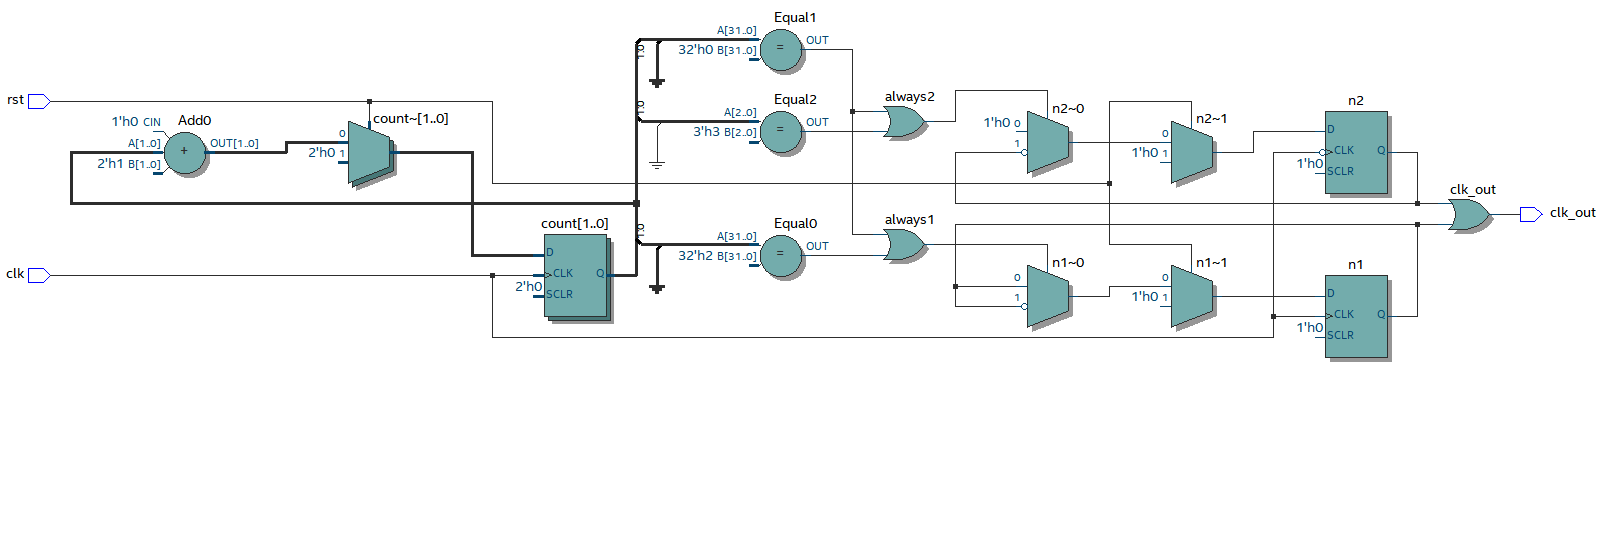 Equal1
A[31..0]
32'h0 B[31..0]
=
OUT
1:0
rst
1'h0 CIN
Add0
A[1..0]
2'h1 B[1..0]
+
OUT[1..0]
count~[1..0]
0
2'h0 1
1:0
Equal2
A[2..0]
3'h3 B[2..0]
=
OUT
always2
n2~0
1'h0 0
1
n2~1
0
1'h0 1
n2
D
CLK
1'h0
SCLR
Q
clk_out
clk_out
clk
count[1..0]
D
CLK
2'h0
SCLR
Q
1:0
Equal0
A[31..0]
32'h2 B[31..0]
=
OUT
always1
n1~0
0
1
n1~1
0
1'h0 1
n1
D
CLK
1'h0
SCLR
Q